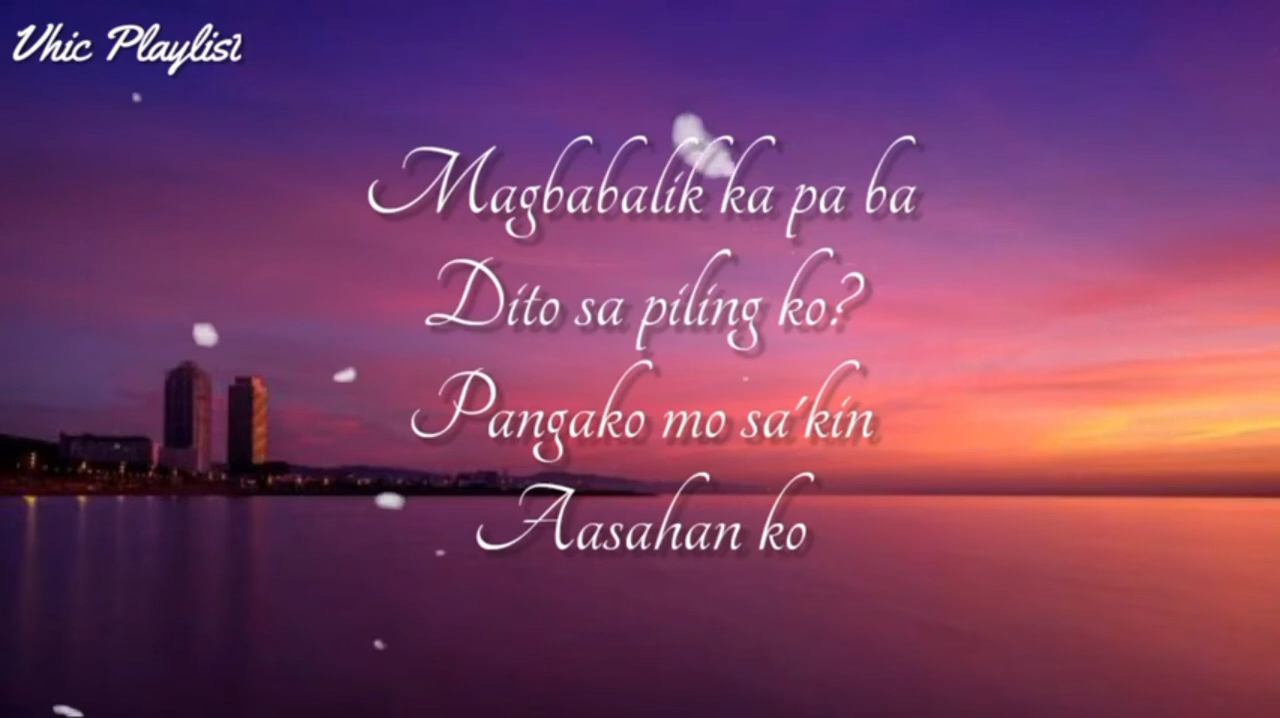 Vhic Playlist
Magbabalik ka pa ba
Dito sa piling ko?
Pangako mo sa'kin
Aasahan ko